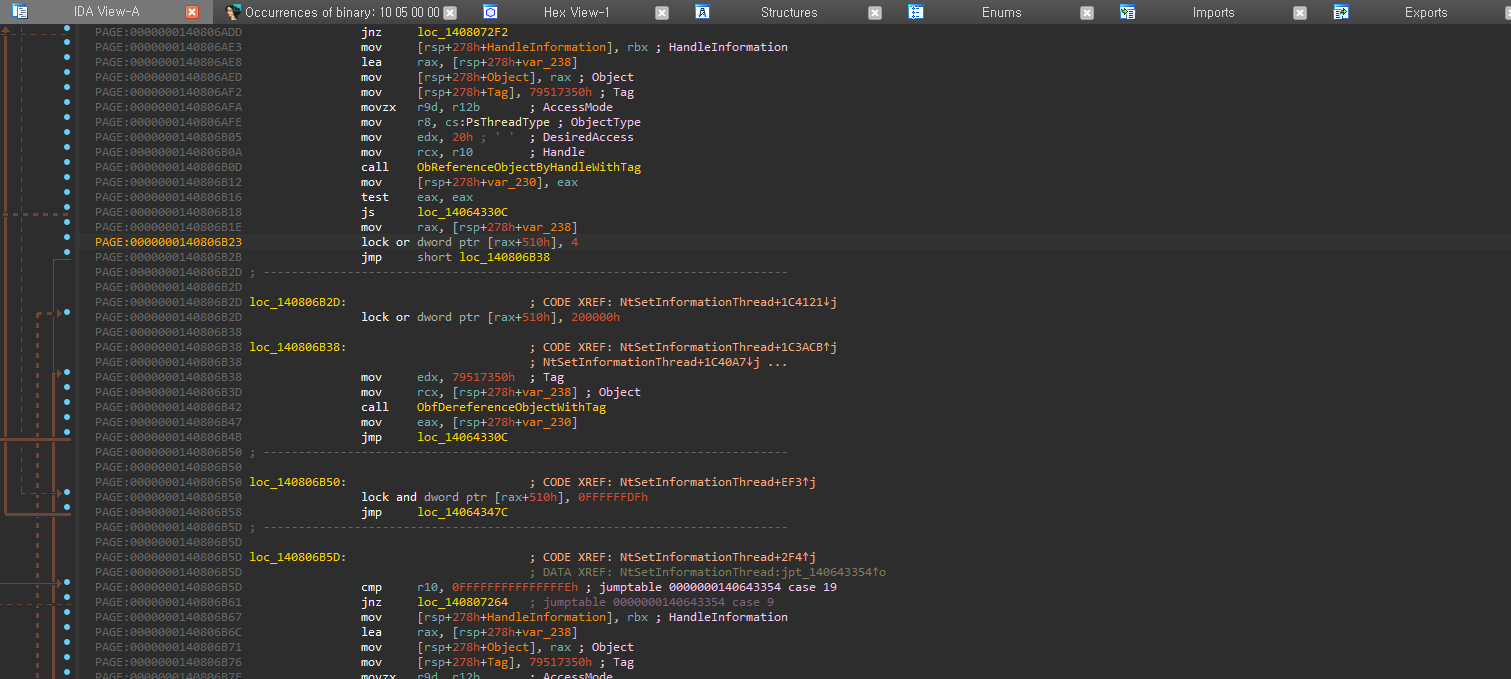 IDA View-A Occurrences of binary: 10 05 00 00 Hex View-1 Structures Enums Imports Exports
PAGE:0000000140806ADD jnz loc_1408072F2
PAGE:0000000140806AE3 mov [rsp+278h+HandleInformation], rbx ; HandleInformation
PAGE:0000000140806AE8 lea rax, [rsp+278h+var_238]
PAGE:0000000140806AED mov [rsp+278h+Object], rax ; Object
PAGE:0000000140806AF2 mov [rsp+278h+Tag], 79517350h ; Tag
PAGE:0000000140806AFA movzx r9d, r12b ; AccessMode
PAGE:0000000140806AFE mov r8, cs:PsThreadType ; ObjectType
PAGE:0000000140806B05 mov edx, 20h ; ' ' ; DesiredAccess
PAGE:0000000140806B0A mov rcx, r10 ; Handle
PAGE:0000000140806B0D call ObReferenceObjectByHandleWithTag
PAGE:0000000140806B12 mov [rsp+278h+var_230], eax
PAGE:0000000140806B16 test eax, eax
PAGE:0000000140806B18 js loc_14064330C
PAGE:0000000140806B1E mov rax, [rsp+278h+var_238]
PAGE:0000000140806B23 lock or dword ptr [rax+510h], 4
PAGE:0000000140806B2B jmp short loc_140806B38
PAGE:0000000140806B2D ; ---------------------------------------------------------------------------
PAGE:0000000140806B2D
PAGE:0000000140806B2D loc_140806B2D: ; CODE XREF: NtSetInformationThread+1C4121↓j
PAGE:0000000140806B2D lock or dword ptr [rax+510h], 200000h
PAGE:0000000140806B38
PAGE:0000000140806B38 loc_140806B38: ; CODE XREF: NtSetInformationThread+1C3ACB↑j
PAGE:0000000140806B38 ; NtSetInformationThread+1C40A7↓j ...
PAGE:0000000140806B38 mov edx, 79517350h ; Tag
PAGE:0000000140806B3D mov rcx, [rsp+278h+var_238] ; Object
PAGE:0000000140806B42 call ObfDereferenceObjectWithTag
PAGE:0000000140806B47 mov eax, [rsp+278h+var_230]
PAGE:0000000140806B4B jmp loc_14064330C
PAGE:0000000140806B50 ; ---------------------------------------------------------------------------
PAGE:0000000140806B50
PAGE:0000000140806B50 loc_140806B50: ; CODE XREF: NtSetInformationThread+EF3↑j
PAGE:0000000140806B50 lock and dword ptr [rax+510h], 0FFFFFFDFh
PAGE:0000000140806B58 jmp loc_14064347C
PAGE:0000000140806B5D ; ---------------------------------------------------------------------------
PAGE:0000000140806B5D
PAGE:0000000140806B5D loc_140806B5D: ; CODE XREF: NtSetInformationThread+2F4↑j
PAGE:0000000140806B5D ; DATA XREF: NtSetInformationThread:jpt_140643354↑o
PAGE:0000000140806B5D cmp r10, 0FFFFFFFFFFFFFFFEh ; jumptable 0000000140643354 case 19
PAGE:0000000140806B61 jnz loc_140807264 ; jumptable 0000000140643354 case 9
PAGE:0000000140806B67 mov [rsp+278h+HandleInformation], rbx ; HandleInformation
PAGE:0000000140806B6C lea rax, [rsp+278h+var_238]
PAGE:0000000140806B71 mov [rsp+278h+Object], rax ; Object
PAGE:0000000140806B76 mov [rsp+278h+Tag], 79517350h ; Tag
PAGE:0000000140806B7E movzx r9d, r12b ; AccessMode